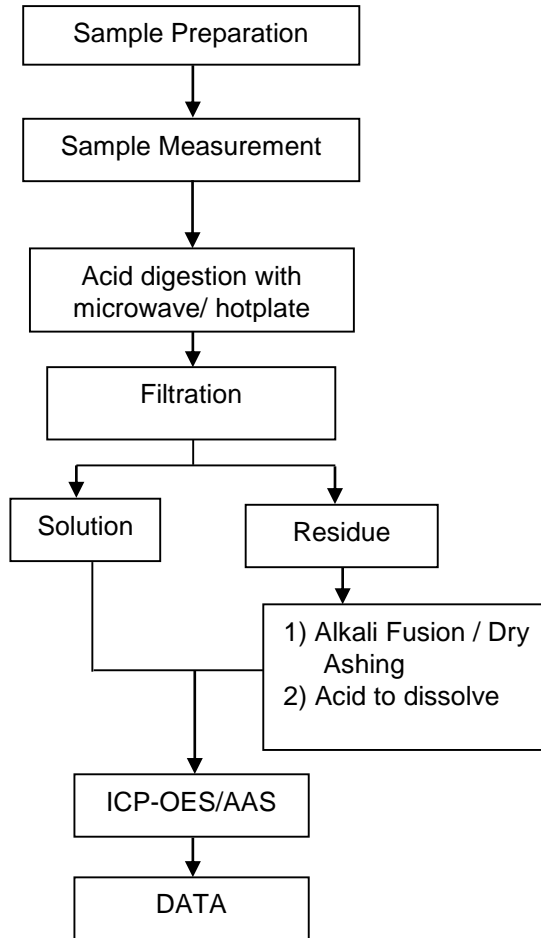 Sample Preparation
Sample Measurement
Acid digestion with
microwave/ hotplate
Filtration
Solution
Residue
1) Alkali Fusion / Dry
Ashing
2) Acid to dissolve
ICP-OES/AAS
DATA